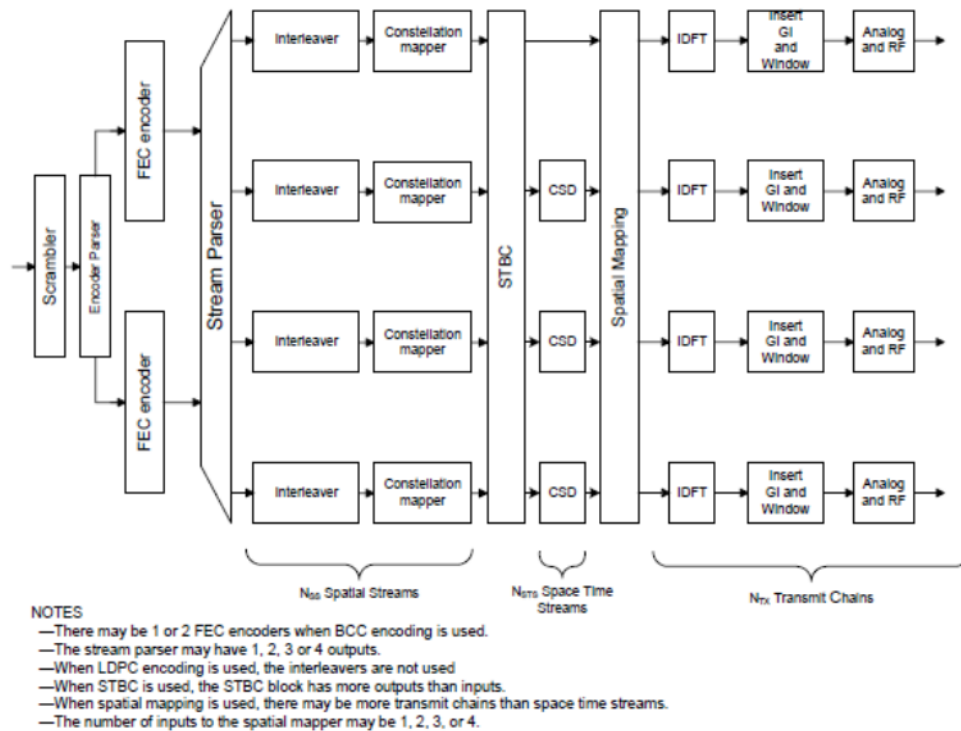 Interleaver
Constellation
mapper
IDFT
Insert
GI
and
Window
Analog
and RF
FEC encoder
Interleaver
Constellation
mapper
CSD
IDFT
Insert
GI and
Window
Analog
and RF
Scrambler
Encoder Parser
Stream Parser
STBC
Spatial Mapping
FEC encoder
Interleaver
Constellation
mapper
CSD
IDFT
Insert
GI and
Window
Analog
and RF
Interleaver
Constellation
mapper
CSD
IDFT
Insert
GI and
Window
Analog
and RF
NSS Spatial Streams
NSTS Space Time
Streams
NTX Transmit Chains
NOTES
—There may be 1 or 2 FEC encoders when BCC encoding is used.
—The stream parser may have 1, 2, 3 or 4 outputs.
—When LDPC encoding is used, the interleavers are not used
—When STBC is used, the STBC block has more outputs than inputs.
—When spatial mapping is used, there may be more transmit chains than space time streams.
—The number of inputs to the spatial mapper may be 1, 2, 3, or 4.